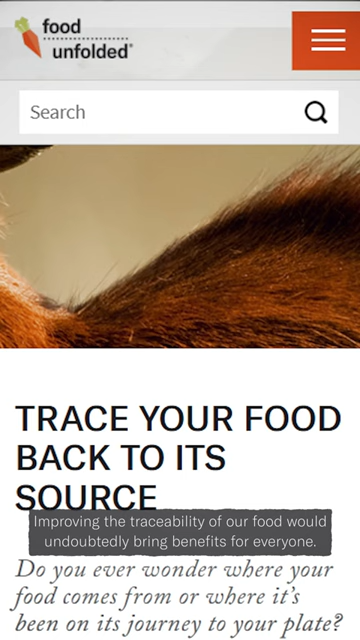 food
unfolded®
Search
TRACE YOUR FOOD
BACK TO ITS
SOURCE
Improving the traceability of our food would
undoubtedly bring benefits for everyone.
Do you ever wonder where your
food comes from or where it's
been on its journey to your plate?